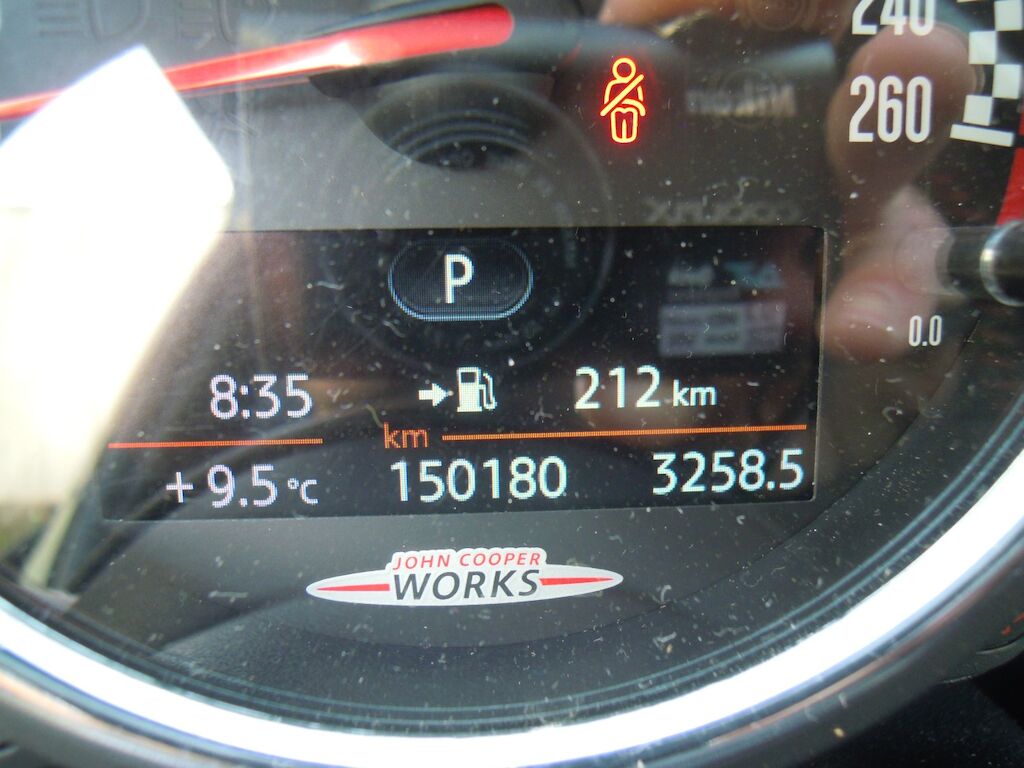 240
260
P
0.0
8:35
212 km
km
+9.5 °C
150180
3258.5
JOHN COOPER
WORKS